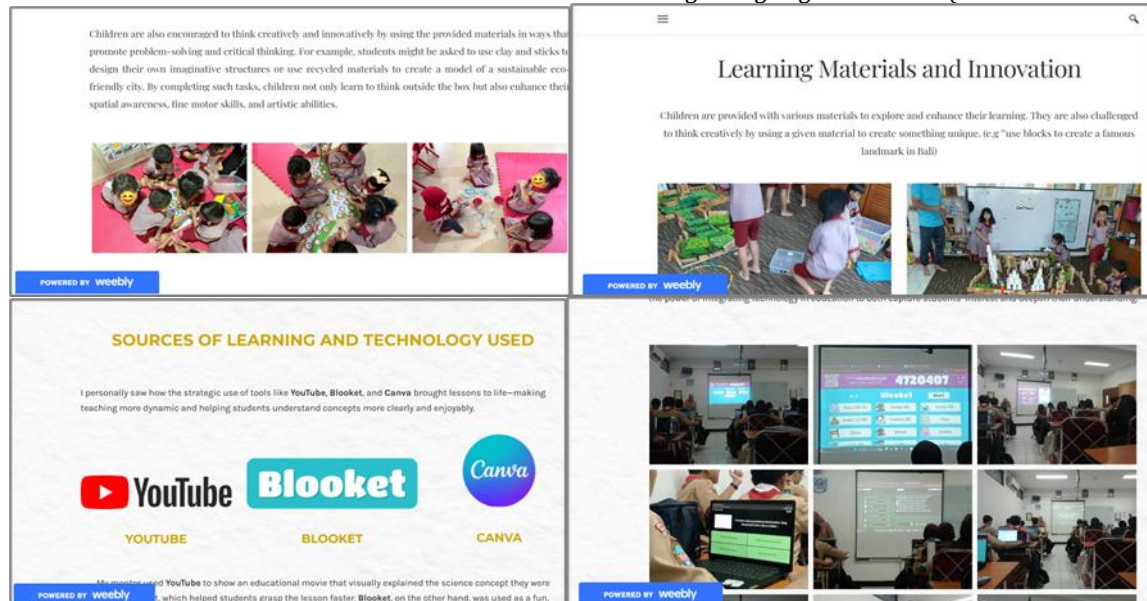 Children are also encouraged to think creatively and innovatively by using the provided materials in ways that
promote problem-solving and critical thinking. For example, students might be asked to use clay and sticks to
design their own imaginative structures or use recycled materials to create a model of a sustainable eco-
friendly city. By completing such tasks, children not only learn to think outside the box but also enhance their
spatial awareness, fine motor skills, and artistic abilities.
POWERED BY weebly
Learning Materials and Innovation
Children are provided with various materials to explore and enhance their learning. They are also challenged
to think creatively by using a given material to create something unique. (e.g "use blocks to create a famous
landmark in Bali)
POWERED BY weebly
SOURCES OF LEARNING AND TECHNOLOGY USED
I personally saw how the strategic use of tools like YouTube, Blooket, and Canva brought lessons to life—making
teaching more dynamic and helping students understand concepts more clearly and enjoyably.
YouTube
Blooket
Canva
YOUTUBE
BLOOKET
CANVA
My mentor used YouTube to show an educational movie that visually explained the science concept they were
which helped students grasp the lesson faster. Blooket, on the other hand, was used as a fun,
POWERED BY weebly
the power of integrating technology in education to both capture students' interest and deepen their understanding.
4720407
Blooket
POWERED BY weebly